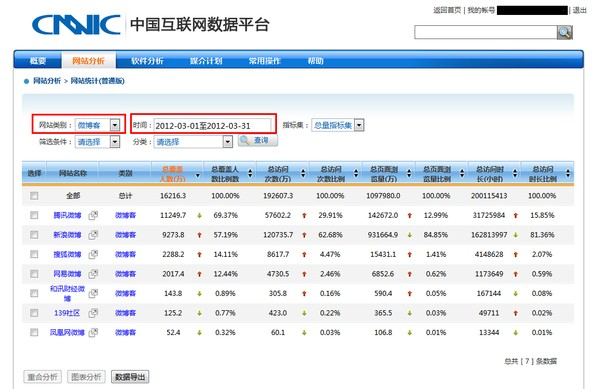 返回首页 | 我的帐号 | 退出
CNNIC 中国互联网数据平台
概要 网站分析 软件分析 媒介计划 常用操作 帮助
网站分析 > 网站统计(普通版)
网站类别： 微博客 时间： 2012-03-01至2012-03-31 指标集： 总量指标集
筛选条件： 请选择 分类： 请选择 查询
选择 网站名称 类别 总覆盖人数(万) 总覆盖人数比例数 总访问次数(万) 总访问次数比例 总页面浏览量(万) 总页面浏览量比例 总访问时长(小时) 总访问时长比例
全部 总计 16216.3 100.00% 192607.3 100.00% 1097980.0 100.00% 200115413 100.00%
腾讯微博 微博客 11249.7 69.37% 57602.2 29.91% 142672.0 12.99% 31725984 15.85%
新浪微博 微博客 9273.8 57.19% 120735.7 62.68% 931664.9 84.85% 162813997 81.36%
搜狐微博 微博客 2288.2 14.11% 8617.7 4.47% 15431.1 1.41% 4148628 2.07%
网易微博 微博客 2017.4 12.44% 4730.5 2.46% 6852.6 0.62% 1173649 0.59%
和讯财经微博 微博客 143.8 0.89% 305.8 0.16% 590.4 0.05% 167144 0.08%
139社区 微博客 125.2 0.77% 423.0 0.22% 365.5 0.03% 49711 0.02%
凤凰网微博 微博客 52.4 0.32% 60.1 0.03% 106.8 0.01% 13344 0.01%
总共 [ 7 ] 条数据
重合分析 图表分析 数据导出